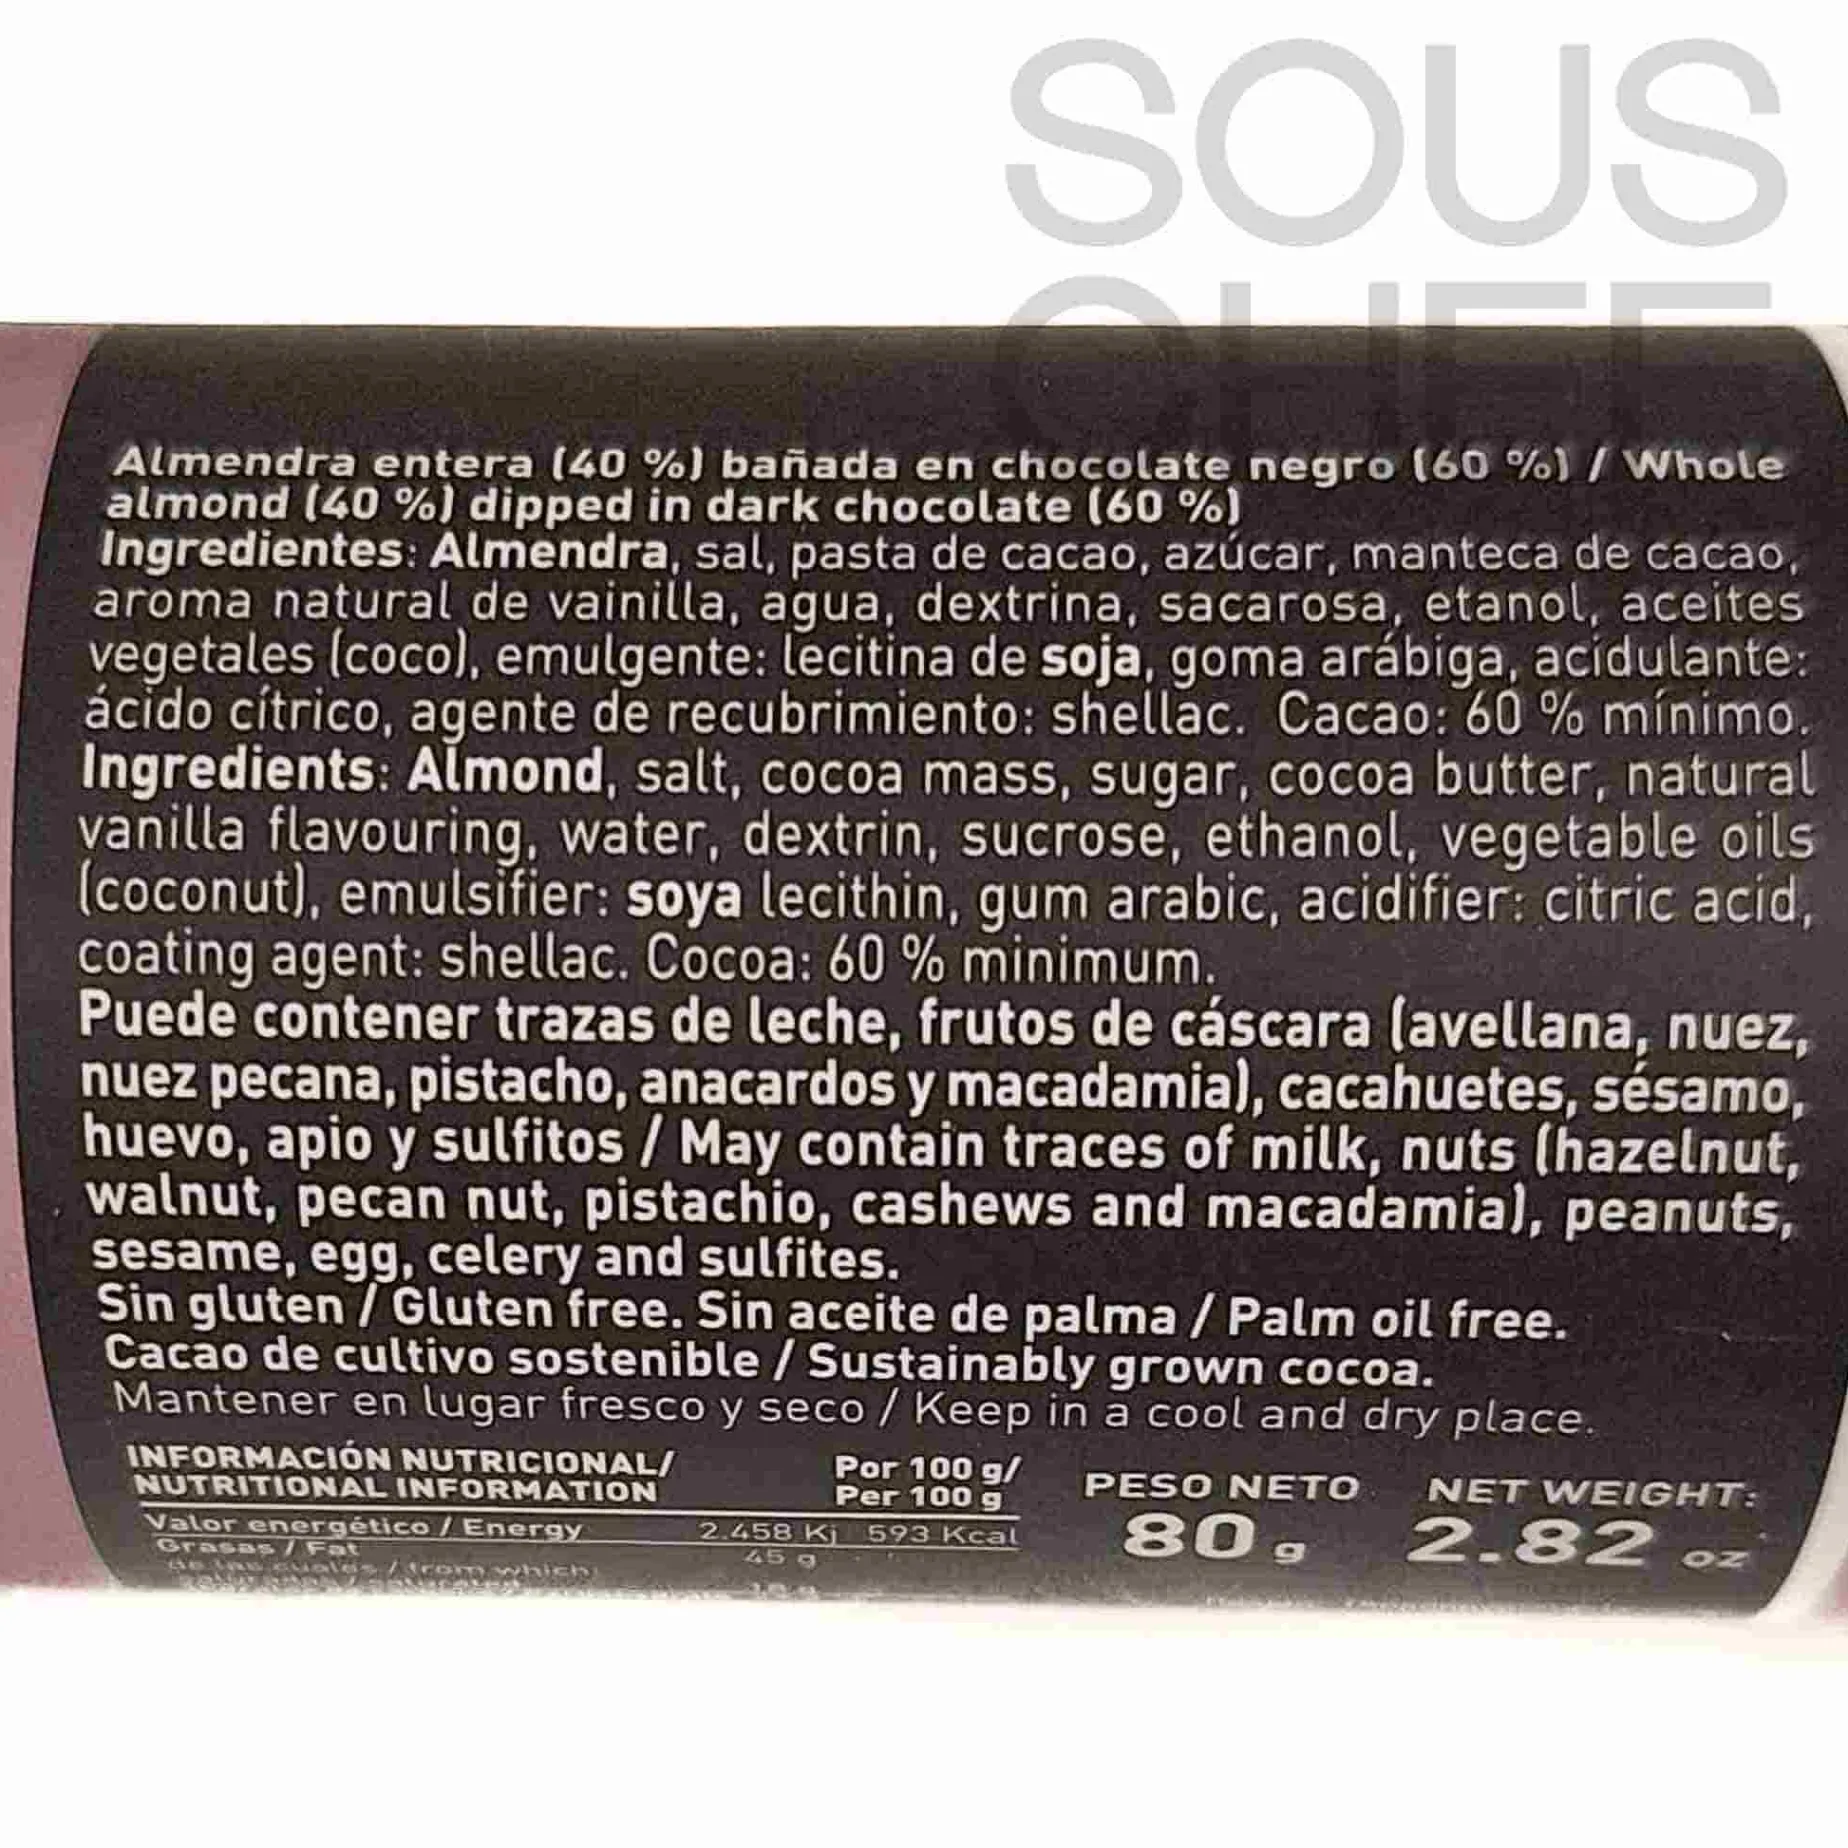 SOUS
CHEF
Almendra entera (40 %) bañada en chocolate negro (60 %) / Whole
almond (40 %) dipped in dark chocolate (60 %)
Ingredientes: Almendra, sal, pasta de cacao, azúcar, manteca de cacao,
aroma natural de vainilla, agua, dextrina, sacarosa, etanol, aceites
vegetales (coco), emulgente: lecitina de soja, goma arábiga, acidulante:
ácido cítrico, agente de recubrimiento: shellac. Cacao: 60 % mínimo.
Ingredients: Almond, salt, cocoa mass, sugar, cocoa butter, natural
vanilla flavouring, water, dextrin, sucrose, ethanol, vegetable oils
(coconut), emulsifier: soya lecithin, gum arabic, acidifier: citric acid,
coating agent: shellac. Cocoa: 60 % minimum.
Puede contener trazas de leche, frutos de cáscara (avellana, nuez,
nuez pecana, pistacho, anacardos y macadamia), cacahuetes, sésamo,
huevo, apio y sulfitos / May contain traces of milk, nuts (hazelnut,
walnut, pecan nut, pistachio, cashews and macadamia), peanuts,
sesame, egg, celery and sulfites.
Sin gluten / Gluten free. Sin aceite de palma / Palm oil free.
Cacao de cultivo sostenible / Sustainably grown cocoa.
Mantener en lugar fresco y seco / Keep in a cool and dry place.
INFORMACIÓN NUTRICIONAL/ Por 100 g/
NUTRITIONAL INFORMATION Per 100 g
Valor energético / Energy 2.458 Kj 593 Kcal
Grasas / Fat 45 g
de las cuales / from which
PESO NETO NET WEIGHT:
80 g 2.82 oz